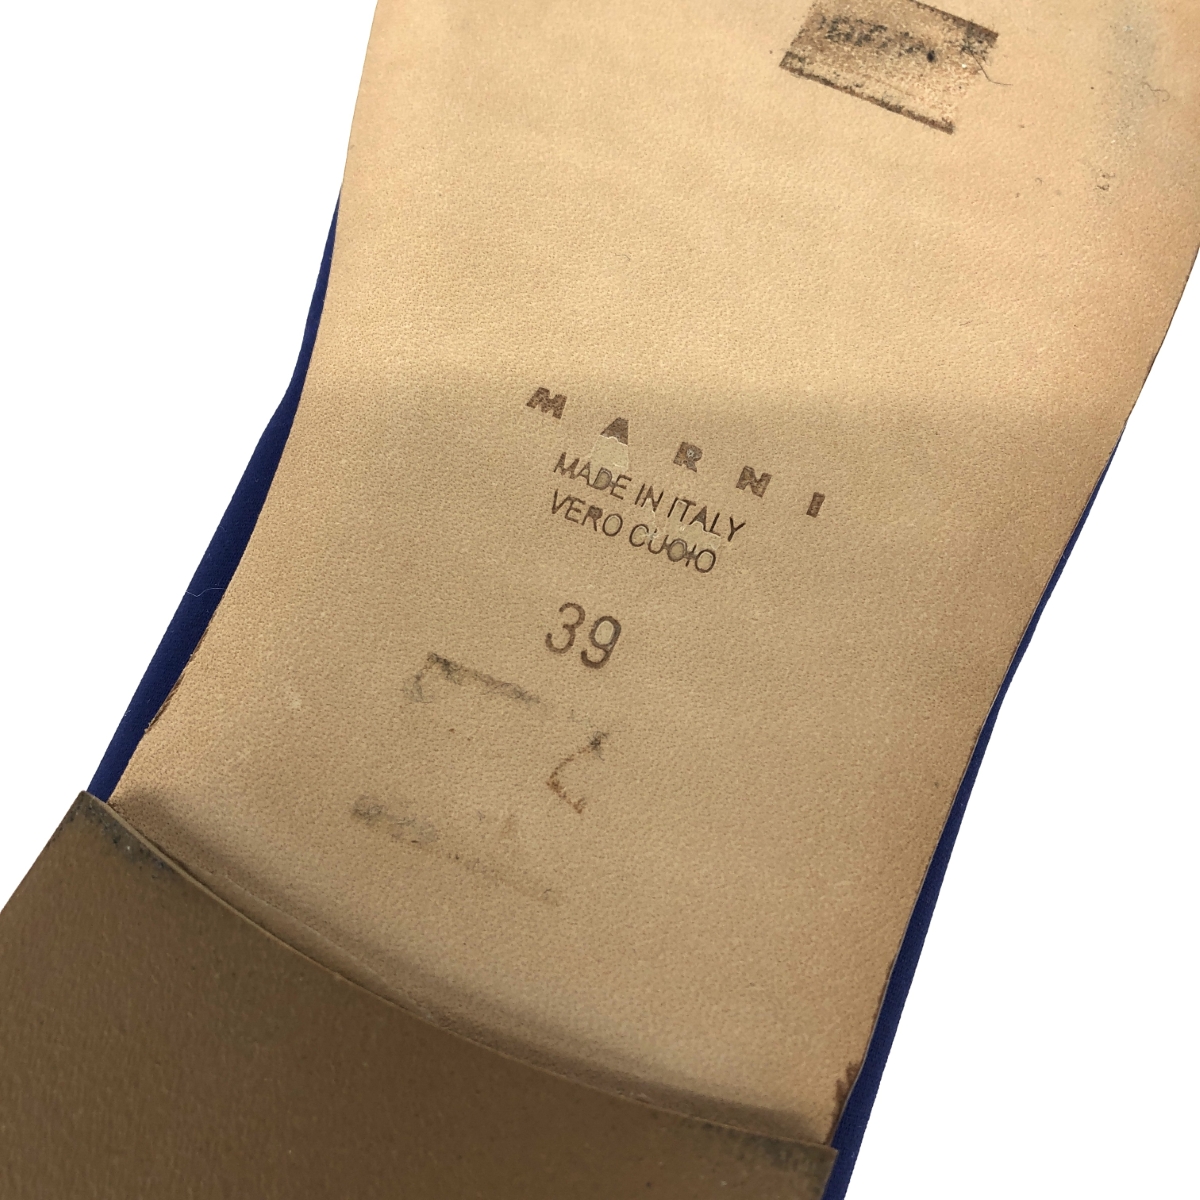 MARNI
MADE IN ITALY
VERO CUOIO
39